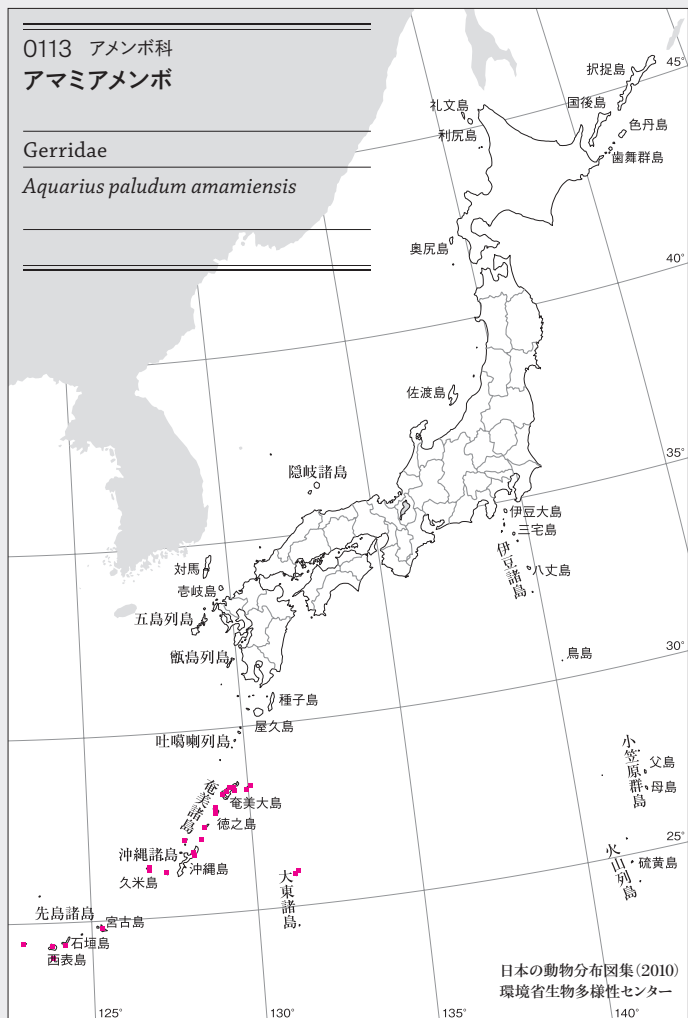 0113 アメンボ科
アマミアメンボ
Gerridae
Aquarius paludum amamiensis
45°
択捉島
国後島
礼文島
色丹島
利尻島
歯舞群島
奥尻島
40°
佐渡島
35°
隠岐諸島
伊豆大島
三宅島
伊豆諸島
八丈島
対馬
壱岐島
五島列島
甑島列島
鳥島
30°
種子島
屋久島
吐噶喇列島
小笠原群島
父島
母島
奄美諸島
奄美大島
徳之島
25°
沖縄諸島
沖縄島
久米島
火山列島
硫黄島
大東諸島
先島諸島
宮古島
石垣島
西表島
日本の動物分布図集(2010)
環境省生物多様性センター
125°
130°
135°
140°